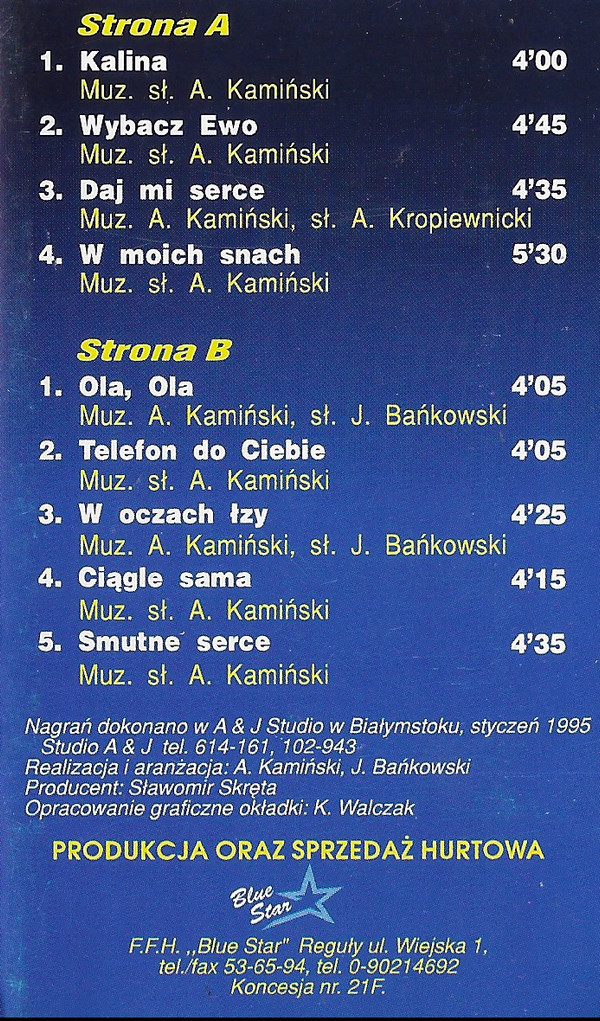 Strona A
1. Kalina 4'00
Muz. sł. A. Kamiński
2. Wybacz Ewo 4'45
Muz. sł. A. Kamiński
3. Daj mi serce 4'35
Muz. A. Kamiński, sł. A. Kropiewnicki
4. W moich snach 5'30
Muz. sł. A. Kamiński
Strona B
1. Ola, Ola 4'05
Muz. A. Kamiński, sł. J. Bańkowski
2. Telefon do Ciebie 4'05
Muz. sł. A. Kamiński
3. W oczach łzy 4'25
Muz. A. Kamiński, sł. J. Bańkowski
4. Ciągle sama 4'15
Muz. sł. A. Kamiński
5. Smutne serce 4'35
Muz. sł. A. Kamiński
Nagrań dokonano w A & J Studio w Białymstoku, styczeń 1995
Studio A & J tel. 614-161, 102-943
Realizacja i aranżacja: A. Kamiński, J. Bańkowski
Producent: Sławomir Skręta
Opracowanie graficzne okładki: K. Walczak
PRODUKCJA ORAZ SPRZEDAŻ HURTOWA
Blue
Star
F.F.H. ,,Blue Star" Reguły ul. Wiejska 1,
tel./fax 53-65-94, tel. 0-90214692
Koncesja nr. 21F.